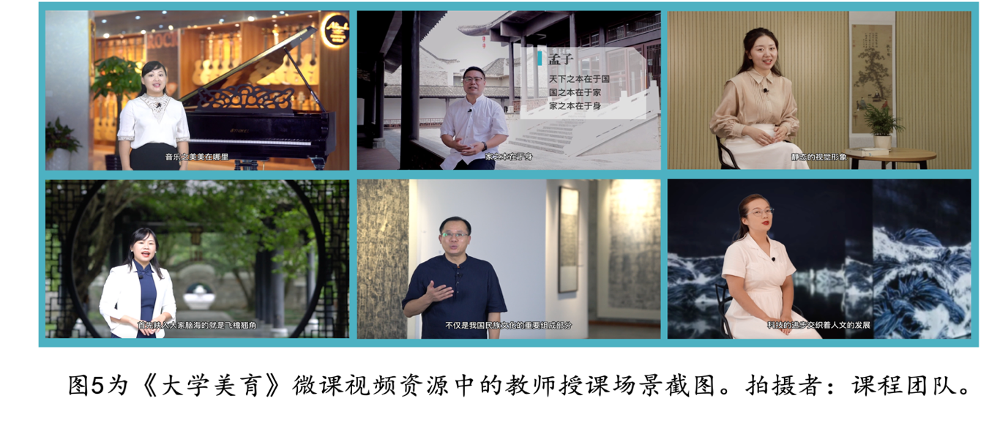 音乐之美美在哪里
孟子
天下之本在于国
国之本在于家
家之本在于身
家之本在于身
静态的视觉形象
首先映入大家脑海的就是飞檐翘角
不仅是我国民族文化的重要组成部分
科技的进步交织着人文的发展
图5为《大学美育》微课视频资源中的教师授课场景截图。拍摄者：课程团队。